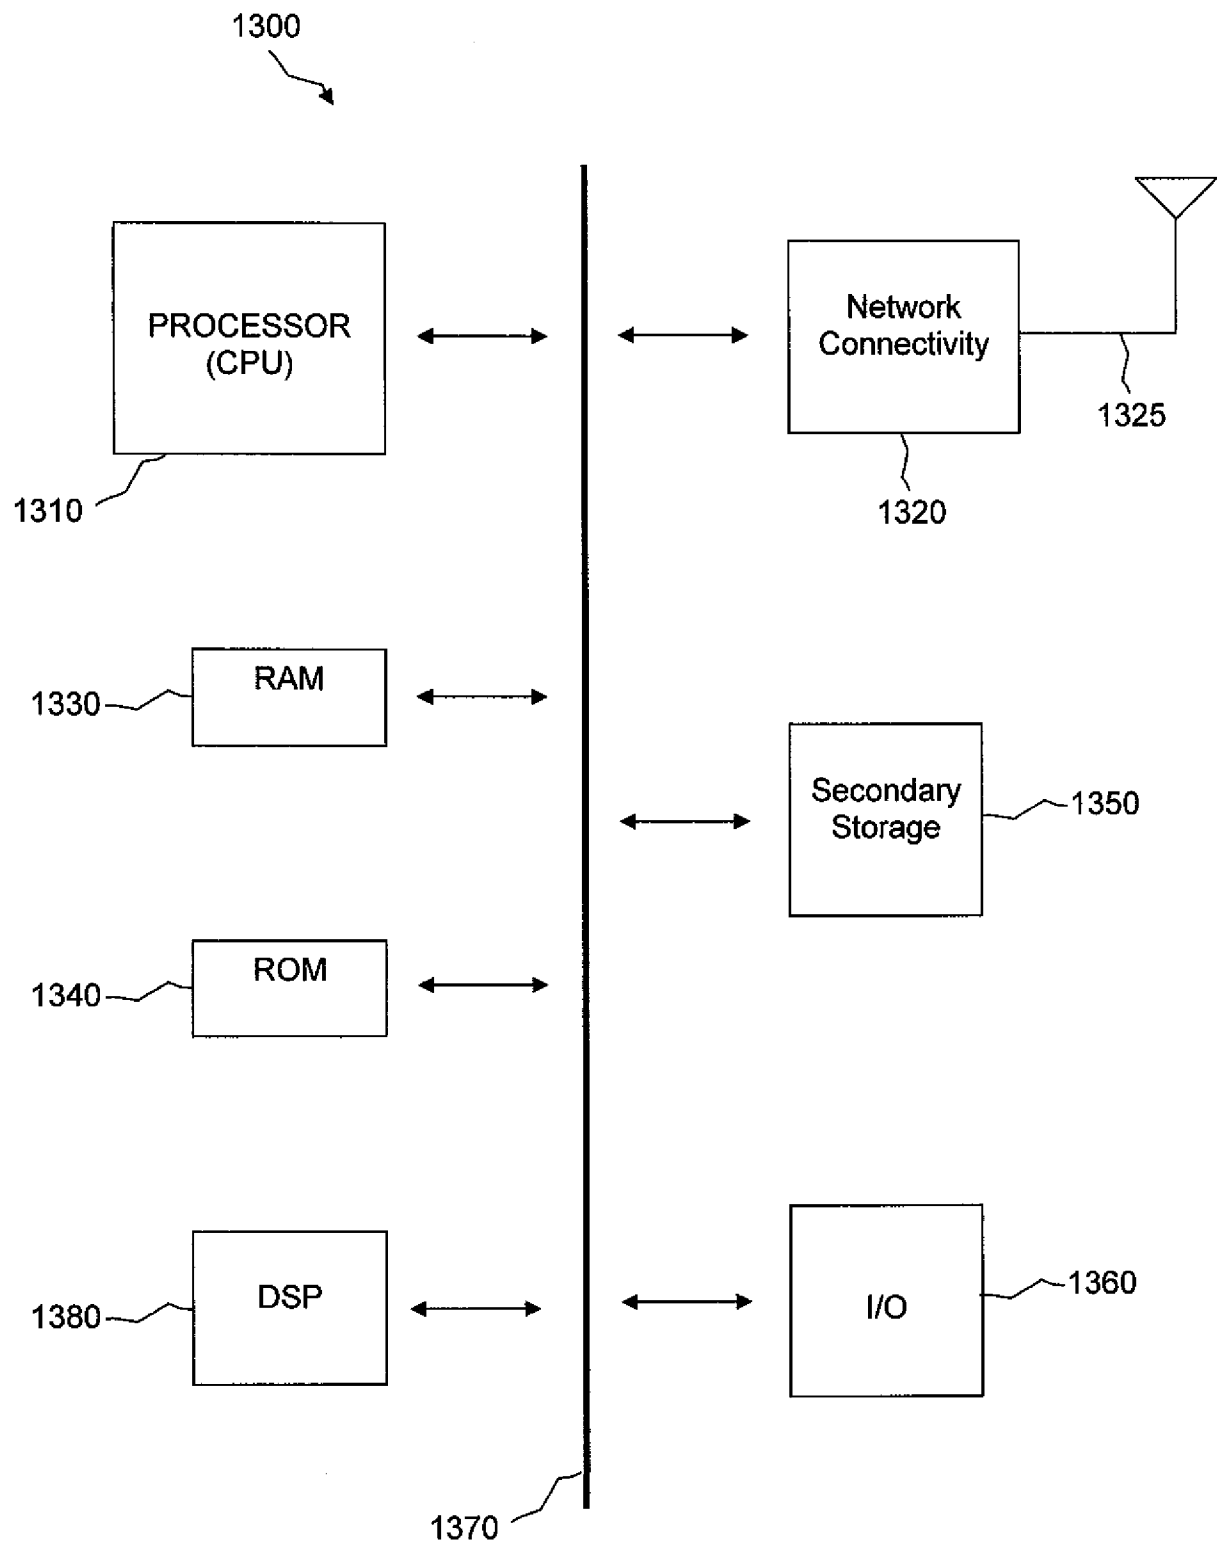 1300
PROCESSOR
(CPU)
1310
Network
Connectivity
1325
1320
RAM
1330
Secondary
Storage
1350
ROM
1340
DSP
1380
I/O
1360
1370